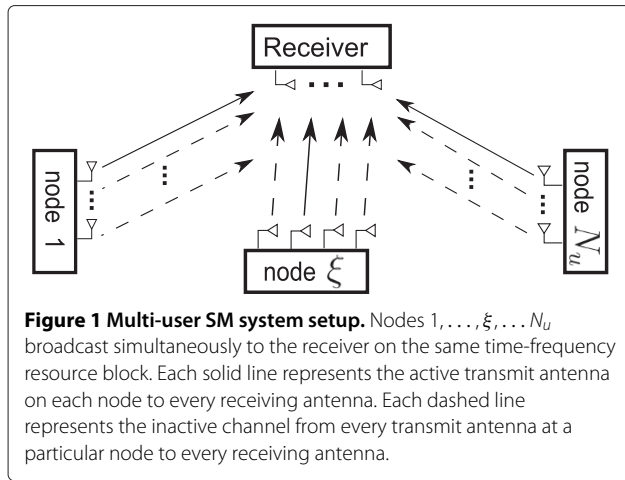 Receiver
node 1
node ξ
node N_u
Figure 1 Multi-user SM system setup. Nodes 1, . . . , ξ, . . . N_u
broadcast simultaneously to the receiver on the same time-frequency
resource block. Each solid line represents the active transmit antenna
on each node to every receiving antenna. Each dashed line
represents the inactive channel from every transmit antenna at a
particular node to every receiving antenna.